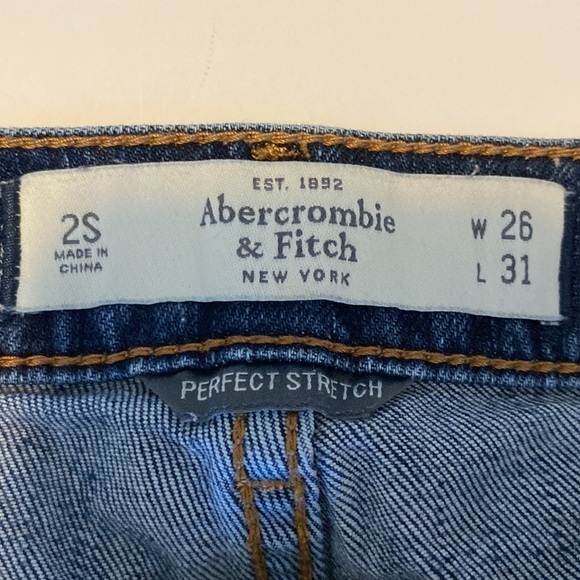 EST. 1892
Abercrombie
& Fitch
NEW YORK
2S
MADE IN
CHINA
W 26
L 31
PERFECT STRETCH